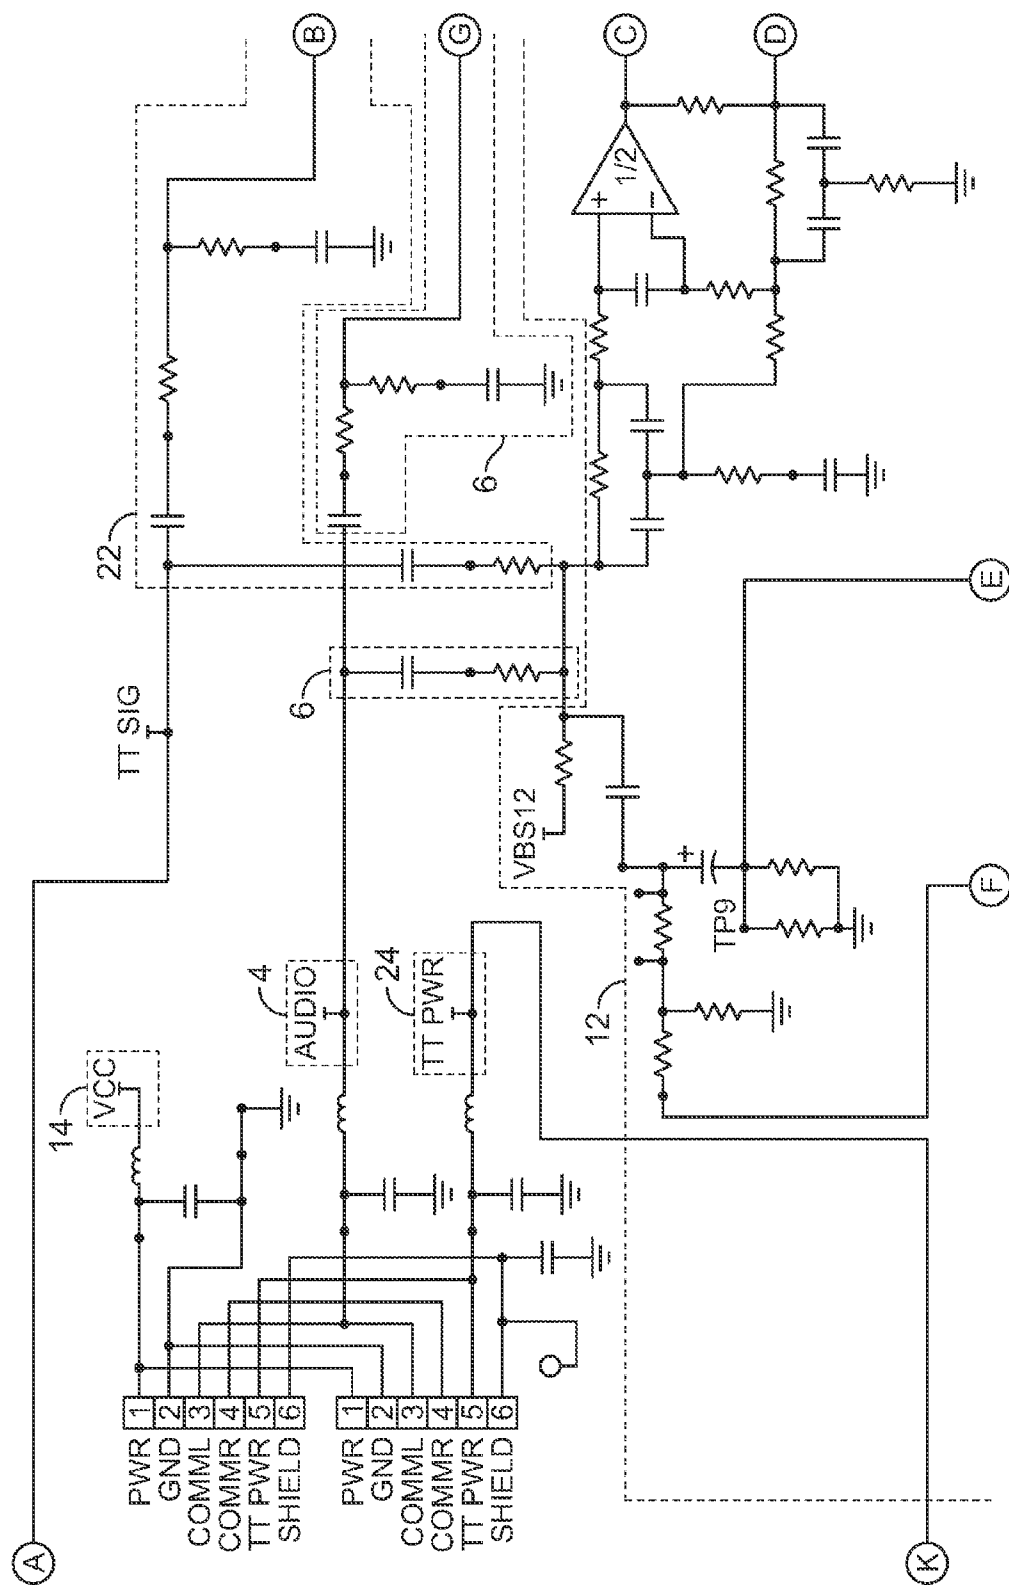 A
B
G
C
D
E
F
K
22
6
6
TT SIG
+
−
1/2
VBS12
+
TP9
12
4
AUDIO
24
TT PWR
14
VCC
PWR 1
GND 2
COMML 3
COMMR 4
TT PWR 5
SHIELD 6
PWR 1
GND 2
COMML 3
COMMR 4
TT PWR 5
SHIELD 6